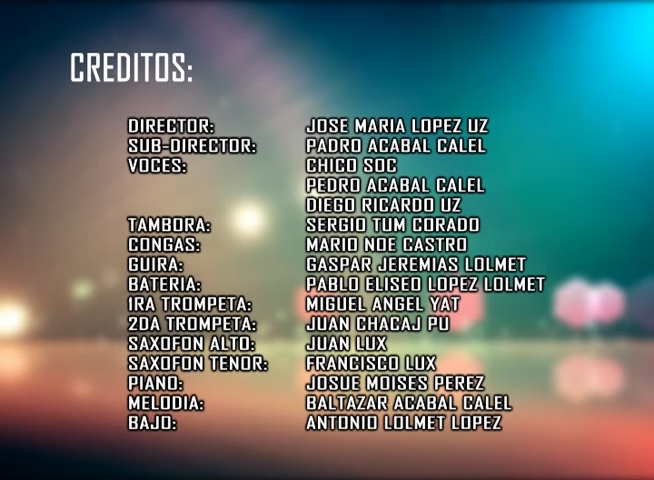 CREDITOS:
DIRECTOR: JOSE MARIA LOPEZ UZ
SUB-DIRECTOR: PADRO ACABAL CALEL
VOCES: CHICO SOC
PEDRO ACABAL CALEL
DIEGO RICARDO UZ
TAMBORA: SERGIO TUM CORADO
CONGAS: MARIO NOE CASTRO
GUIRA: GASPAR JEREMIAS LOLMET
BATERIA: PABLO ELISEO LOPEZ LOLMET
1RA TROMPETA: MIGUEL ANGEL YAT
2DA TROMPETA: JUAN CHACAJ PU
SAXOFON ALTO: JUAN LUX
SAXOFON TENOR: FRANCISCO LUX
PIANO: JOSUE MOISES PEREZ
MELODIA: BALTAZAR ACABAL CALEL
BAJO: ANTONIO LOLMET LOPEZ